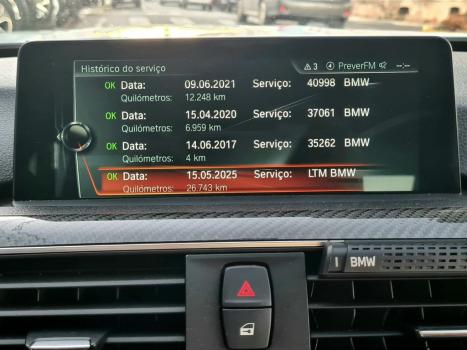 Histórico do serviço ⚠ 3 ④ PreverFM --:--
OK Data: 09.06.2021 Serviço: 40998 BMW
Quilómetros: 12.248 km
OK Data: 15.04.2020 Serviço: 37061 BMW
Quilómetros: 6.959 km
OK Data: 14.06.2017 Serviço: 35262 BMW
Quilómetros: 4 km
OK Data: 15.05.2025 Serviço: LTM BMW
Quilómetros: 26.743 km
BMW